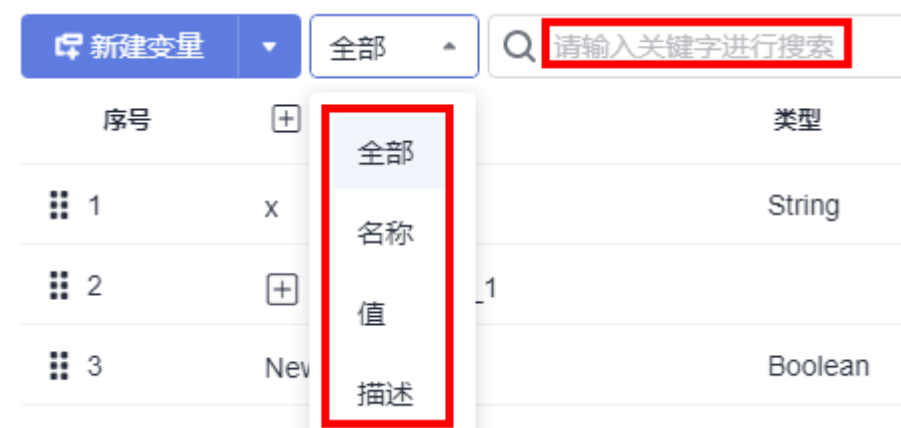 新建变量 全部 请输入关键字进行搜索
序号 类型
全部
1 x String
名称
2 _1
值
3 New Boolean
描述